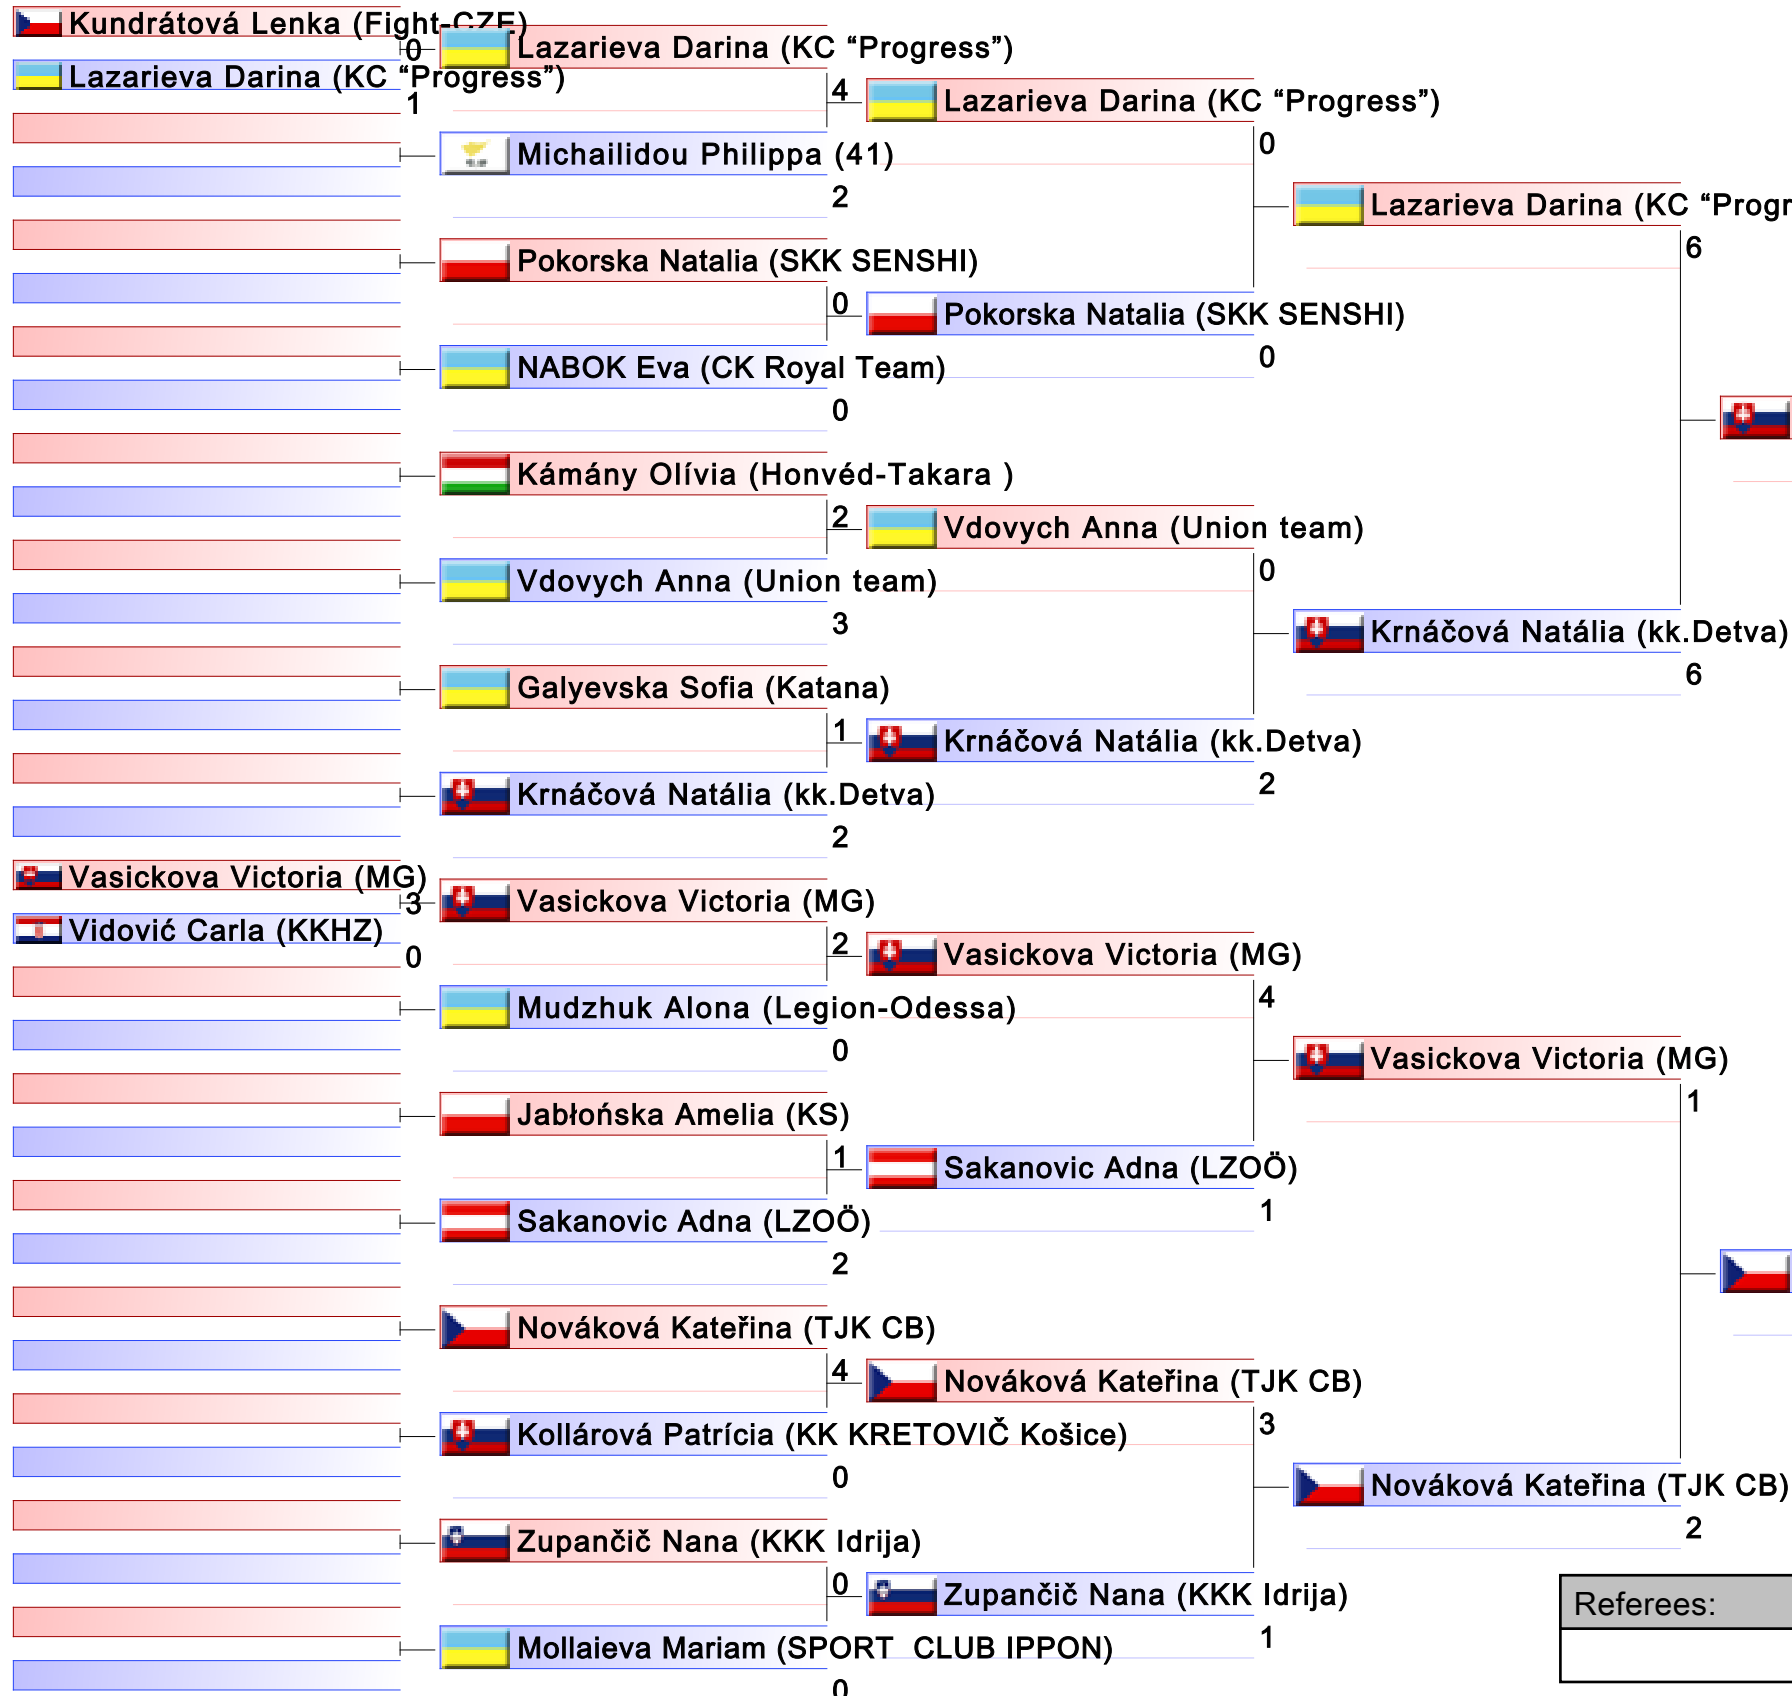 Kundrátová Lenka (Fight-CZE)
0
Lazarieva Darina (KC “Progress”)
1
Vasickova Victoria (MG)
3
Vidović Carla (KKHZ)
0
Lazarieva Darina (KC “Progress”)
4
Michailidou Philippa (41)
2
Pokorska Natalia (SKK SENSHI)
0
NABOK Eva (CK Royal Team)
0
Kámány Olívia (Honvéd-Takara )
2
Vdovych Anna (Union team)
3
Galyevska Sofia (Katana)
1
Krnáčová Natália (kk.Detva)
2
Vasickova Victoria (MG)
2
Mudzhuk Alona (Legion-Odessa)
0
Jabłońska Amelia (KS)
1
Sakanovic Adna (LZOÖ)
2
Nováková Kateřina (TJK CB)
4
Kollárová Patrícia (KK KRETOVIČ Košice)
0
Zupančič Nana (KKK Idrija)
0
Mollaieva Mariam (SPORT  CLUB IPPON)
0
Lazarieva Darina (KC “Progress”)
0
Pokorska Natalia (SKK SENSHI)
0
Vdovych Anna (Union team)
0
Krnáčová Natália (kk.Detva)
2
Vasickova Victoria (MG)
4
Sakanovic Adna (LZOÖ)
1
Nováková Kateřina (TJK CB)
3
Zupančič Nana (KKK Idrija)
1
Lazarieva Darina (KC “Progr
6
Krnáčová Natália (kk.Detva)
6
Vasickova Victoria (MG)
1
Nováková Kateřina (TJK CB)
2
Referees: